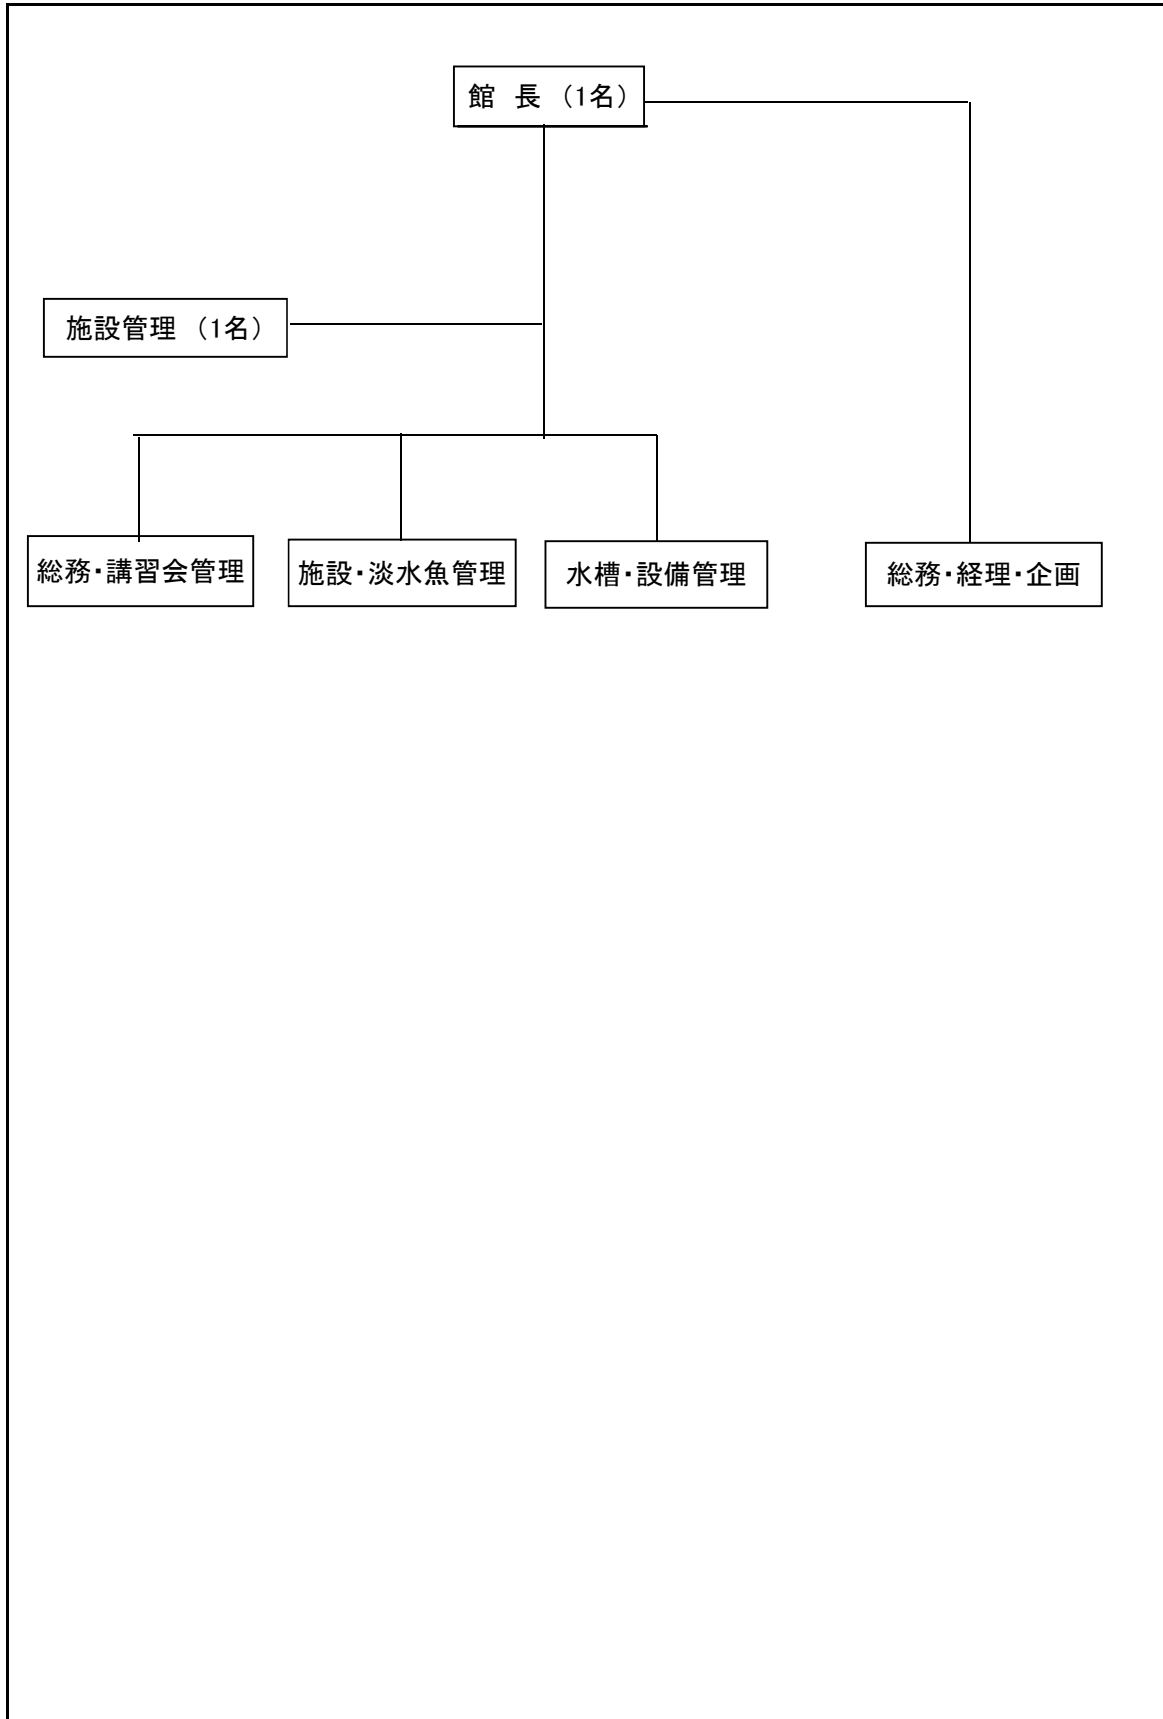 館 長 （1名）
施設管理 （1名）
総務・講習会管理
施設・淡水魚管理
水槽・設備管理
総務・経理・企画